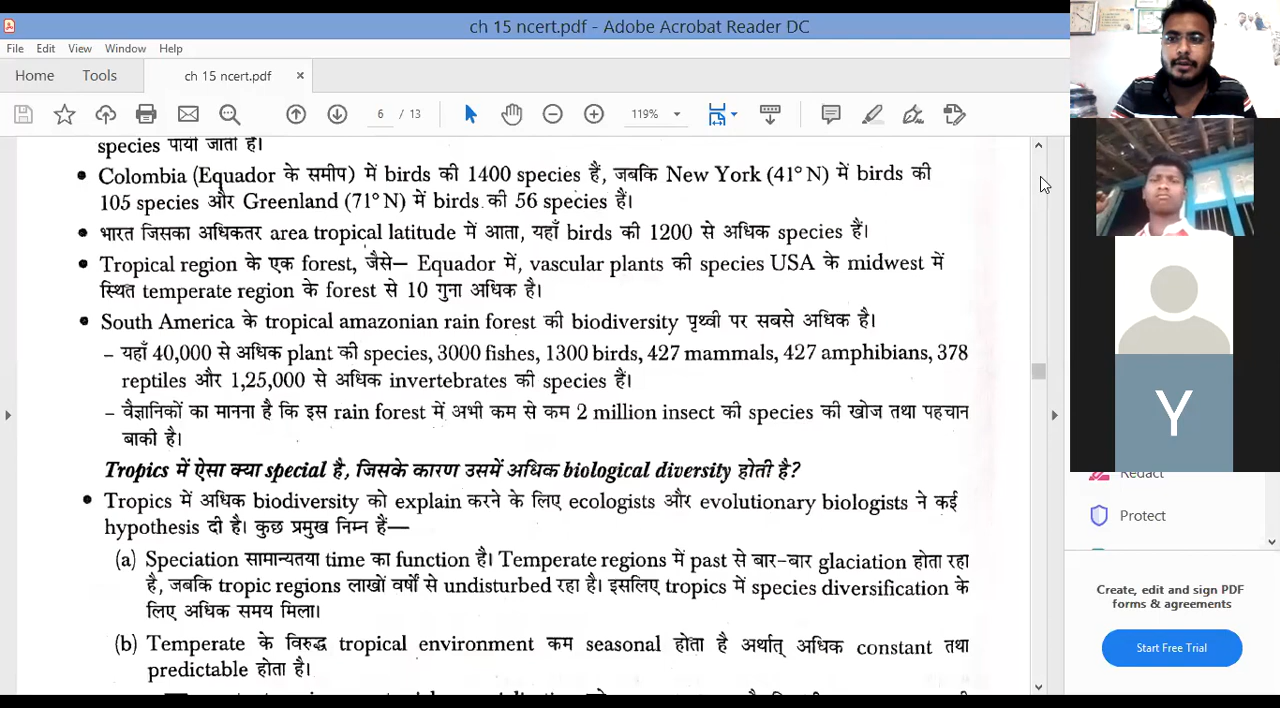 ch 15 ncert.pdf - Adobe Acrobat Reader DC
File Edit View Window Help
Home Tools ch 15 ncert.pdf ×
6 / 13 119%
species पायी जाती हैं।
• Colombia (Equador के समीप) में birds की 1400 species हैं, जबकि New York (41° N) में birds की
105 species और Greenland (71° N) में birds की 56 species हैं।
• भारत जिसका अधिकतर area tropical latitude में आता, यहाँ birds की 1200 से अधिक species हैं।
• Tropical region के एक forest, जैसे– Equador में, vascular plants की species USA के midwest में
स्थित temperate region के forest से 10 गुना अधिक है।
• South America के tropical amazonian rain forest की biodiversity पृथ्वी पर सबसे अधिक है।
– यहाँ 40,000 से अधिक plant की species, 3000 fishes, 1300 birds, 427 mammals, 427 amphibians, 378
reptiles और 1,25,000 से अधिक invertebrates की species हैं।
– वैज्ञानिकों का मानना है कि इस rain forest में अभी कम से कम 2 million insect की species की खोज तथा पहचान
बाकी है।
Tropics में ऐसा क्या special है, जिसके कारण उसमें अधिक biological diversity होती है?
• Tropics में अधिक biodiversity को explain करने के लिए ecologists और evolutionary biologists ने कई
hypothesis दी है। कुछ प्रमुख निम्न हैं—
(a) Speciation सामान्यतया time का function है। Temperate regions में past से बार-बार glaciation होता रहा
है, जबकि tropic regions लाखों वर्षों से undisturbed रहा है। इसलिए tropics में species diversification के
लिए अधिक समय मिला।
(b) Temperate के विरुद्ध tropical environment कम seasonal होता है अर्थात् अधिक constant तथा
predictable होता है।
Y
Redact
Protect
Create, edit and sign PDF
forms & agreements
Start Free Trial